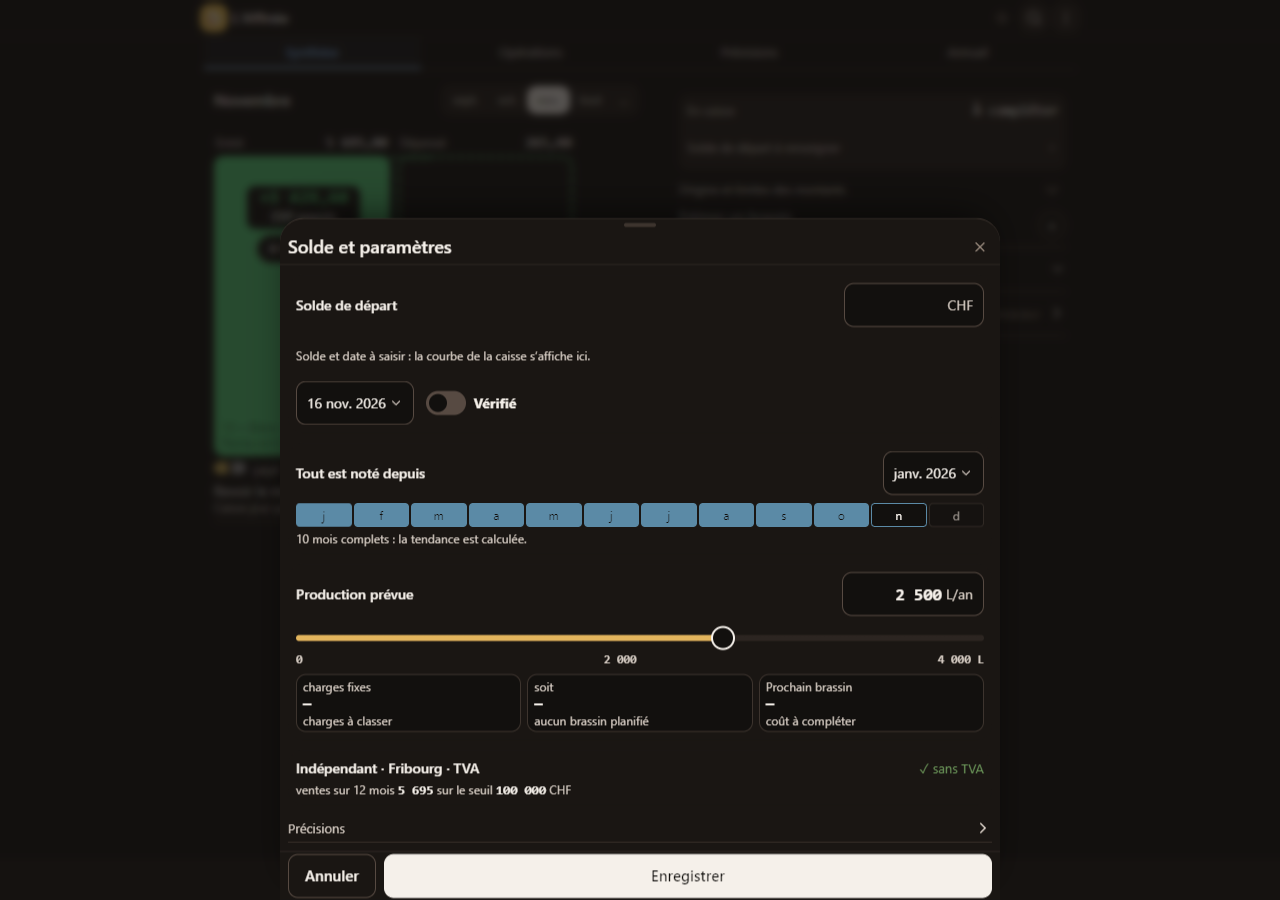 Novembre
Solde et paramètres
Solde de départ
CHF
Solde et date à saisir : la courbe de la caisse s’affiche ici.
16 nov. 2026
Vérifié
Tout est noté depuis
janv. 2026
j f m a m j j a s o n d
10 mois complets : la tendance est calculée.
Production prévue
2 500 L/an
0 2 000 4 000 L
charges fixes
–
charges à classer
soit
–
aucun brassin planifié
Prochain brassin
–
coût à compléter
Indépendant · Fribourg · TVA
✓ sans TVA
ventes sur 12 mois 5 695 sur le seuil 100 000 CHF
Précisions
Annuler
Enregistrer